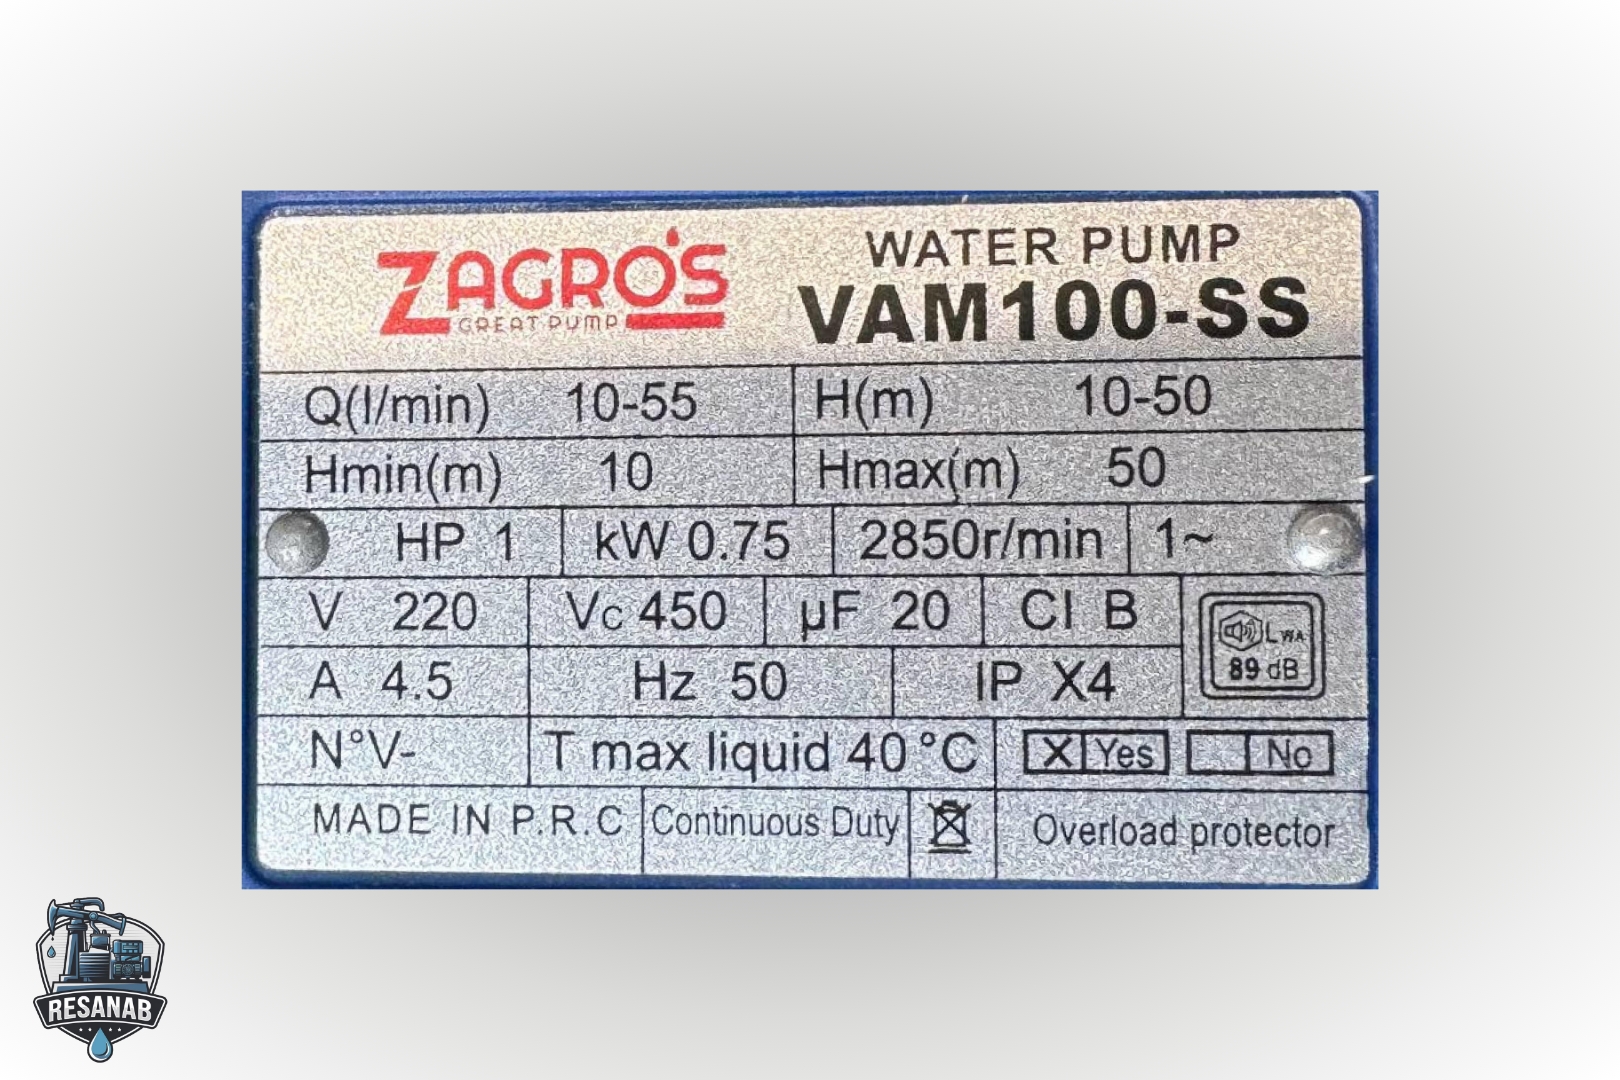 ZAGRO'S
GREAT PUMP
WATER PUMP
VAM100-SS
Q(l/min) 10-55 H(m) 10-50
Hmin(m) 10 Hmax(m) 50
HP 1 kW 0.75 2850r/min 1~
V 220 Vc 450 µF 20 Cl B
LWA
89 dB
A 4.5 Hz 50 IP X4
N°V- T max liquid 40 °C X Yes No
MADE IN P.R.C Continuous Duty Overload protector
RESANAB